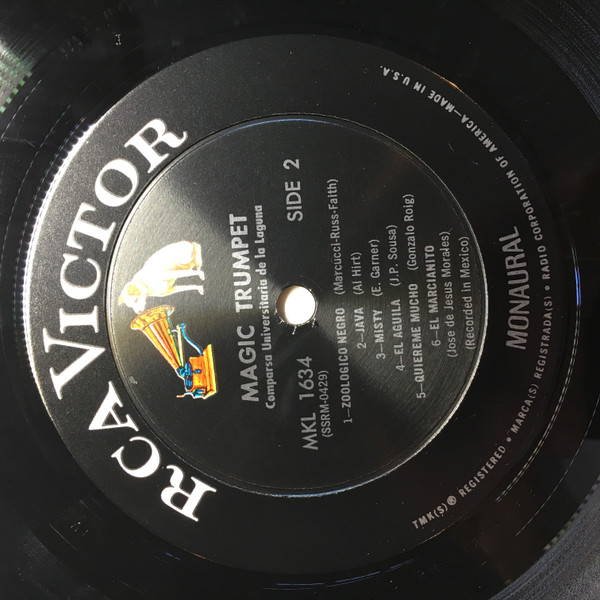 RCA VICTOR
MAGIC TRUMPET
Comparsa Universitaria de la Laguna
MKL 1634
SIDE 2
(SSRM-0429)
1—ZOOLOGICO NEGRO (Marcucci-Russ-Faith)
2—JAVA (Al Hirt)
3—MISTY (E. Garner)
4—EL AGUILA (J.P. Sousa)
5—QUIEREME MUCHO (Gonzalo Roig)
6—EL MARCIANITO
(Jose de Jesus Morales)
(Recorded In Mexico)
MONAURAL
TMK(S) ® REGISTERED • MARCA(S) REGISTRADA(S) • RADIO CORPORATION OF AMERICA—MADE IN U.S.A.